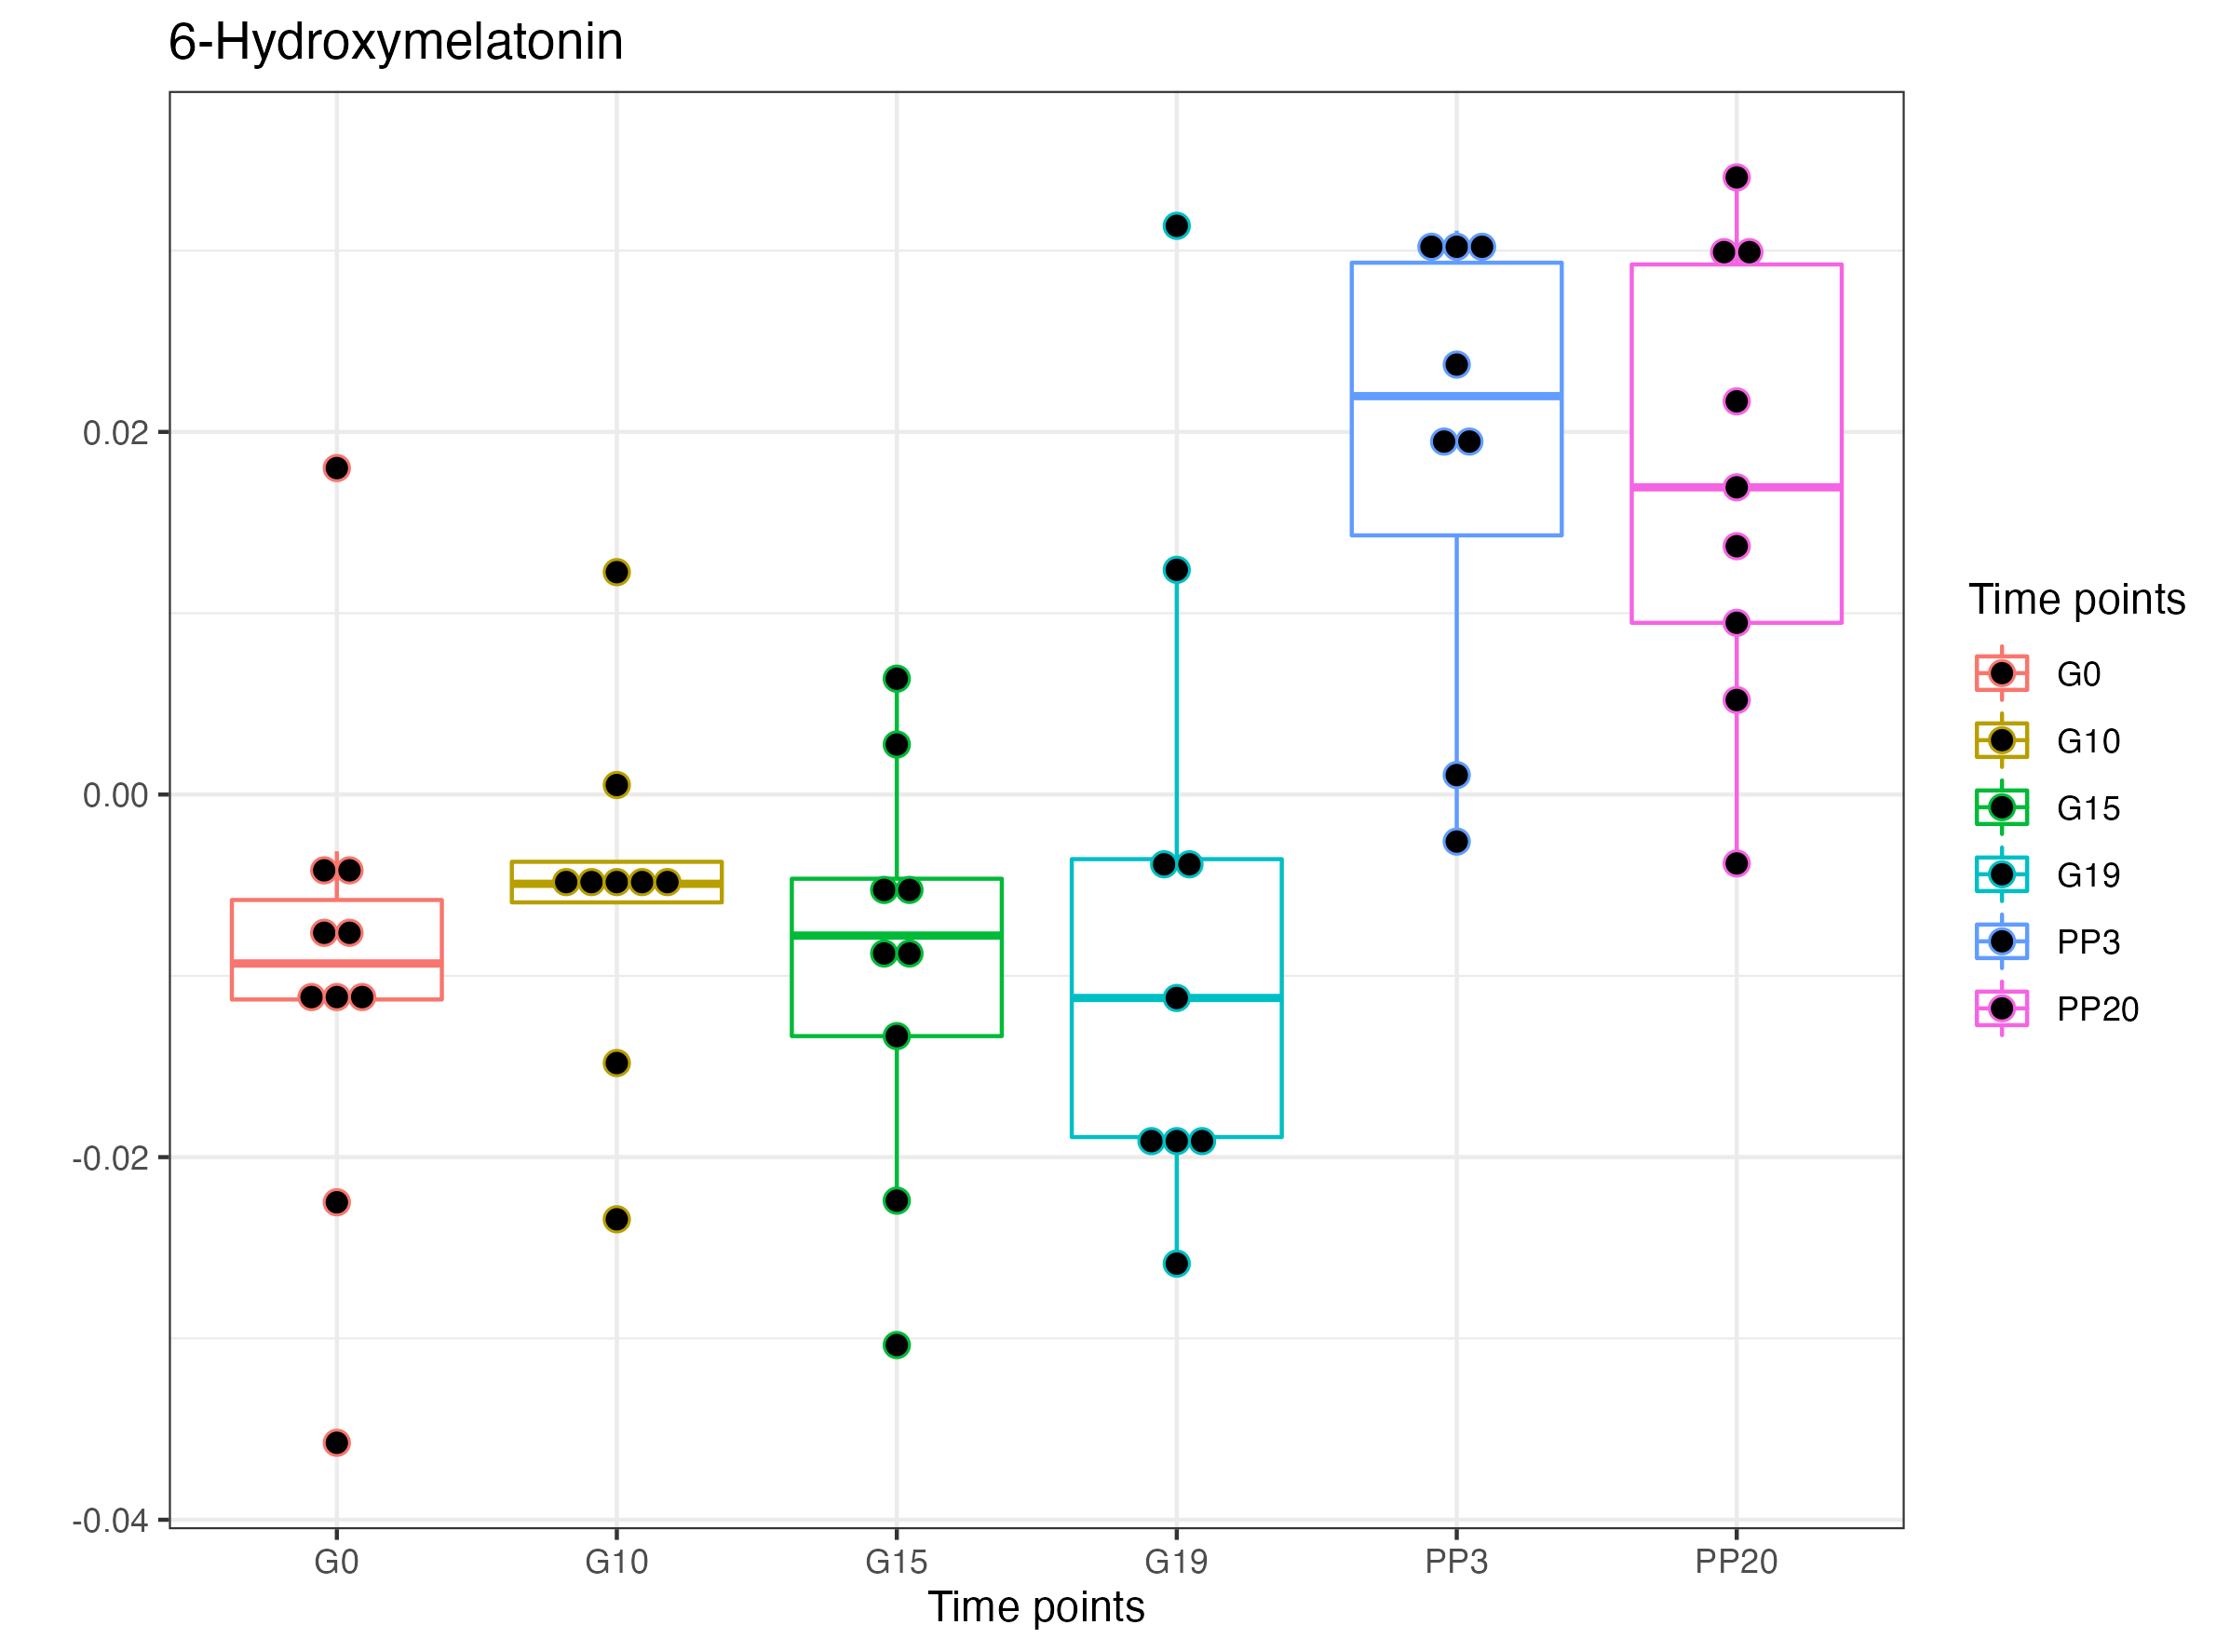 6-Hydroxymelatonin
0.02
0.00
-0.02
-0.04
G0 G10 G15 G19 PP3 PP20
Time points
Time points
G0
G10
G15
G19
PP3
PP20